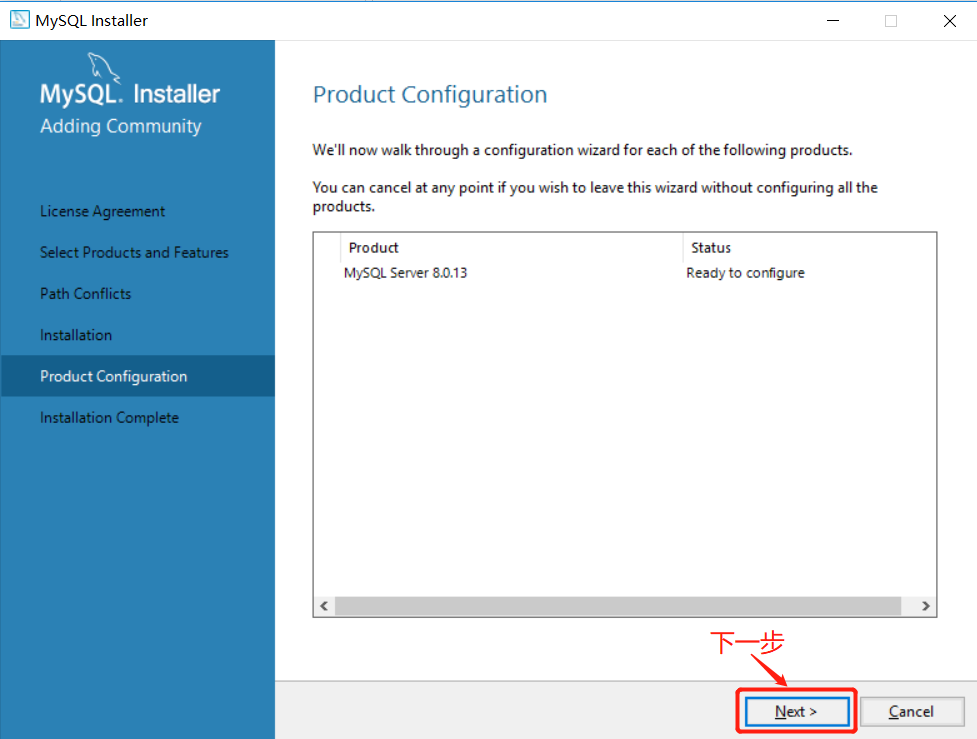 MySQL Installer
MySQL. Installer
Adding Community
License Agreement
Select Products and Features
Path Conflicts
Installation
Product Configuration
Installation Complete
Product Configuration
We'll now walk through a configuration wizard for each of the following products.
You can cancel at any point if you wish to leave this wizard without configuring all the
products.
Product Status
MySQL Server 8.0.13 Ready to configure
下一步
Next >
Cancel